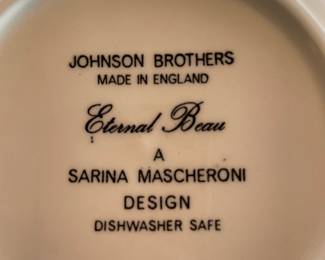 JOHNSON BROTHERS
MADE IN ENGLAND
Eternal Beau
A
SARINA MASCHERONI
DESIGN
DISHWASHER SAFE